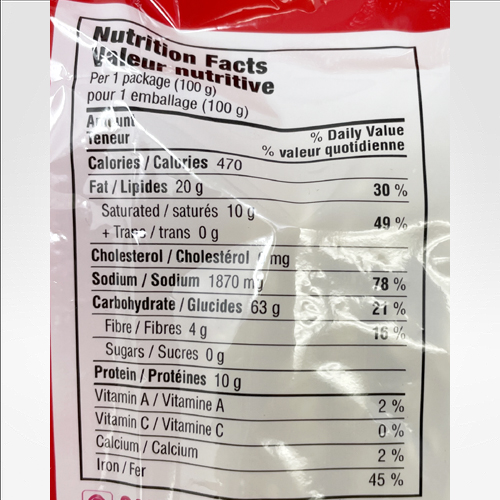 Nutrition Facts
Valeur nutritive
Per 1 package (100 g)
pour 1 emballage (100 g)
% Daily Value
Teneur % valeur quotidienne
Calories / Calories 470
Fat / Lipides 20 g 30 %
Saturated / saturés 10 g 49 %
+ Trans / trans 0 g
Cholesterol / Cholestérol mg
Sodium / Sodium 1870 mg 78 %
Carbohydrate / Glucides 63 g 21 %
Fibre / Fibres 4 g 16 %
Sugars / Sucres 0 g
Protein / Protéines 10 g
Vitamin A / Vitamine A 2 %
Vitamin C / Vitamine C 0 %
Calcium / Calcium 2 %
Iron / Fer 45 %